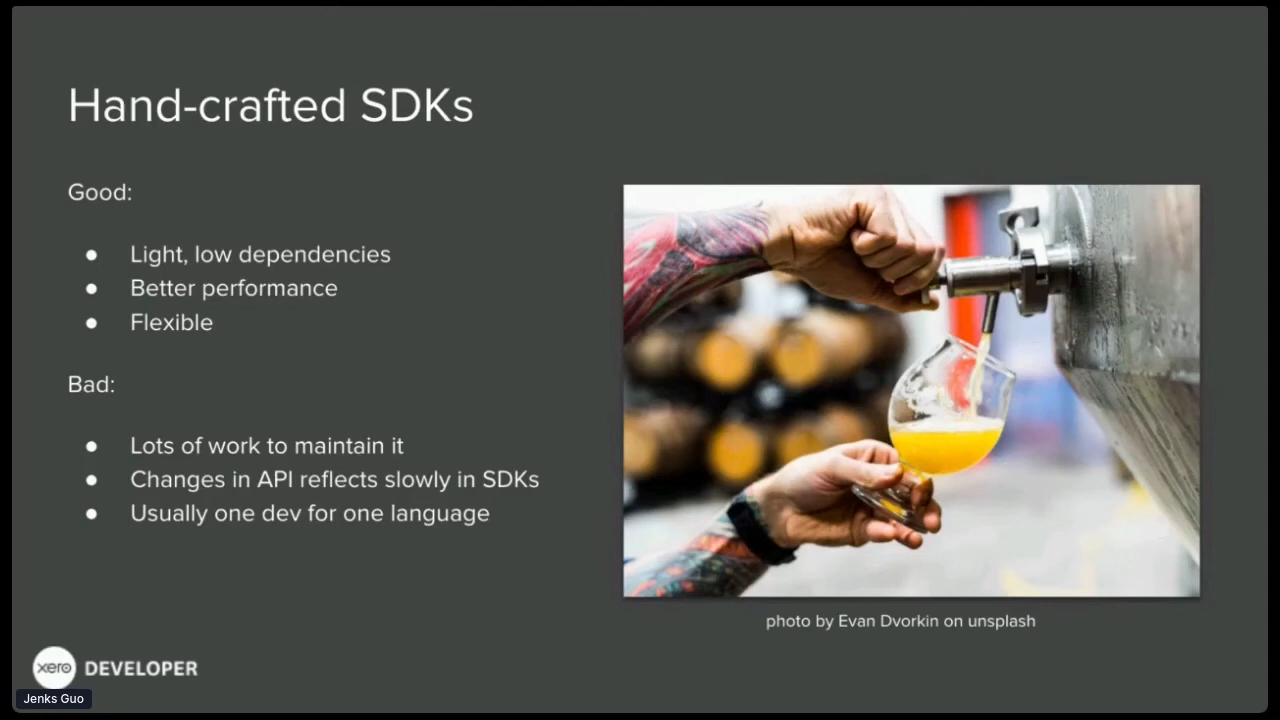 Hand-crafted SDKs
Good:
● Light, low dependencies
● Better performance
● Flexible
Bad:
● Lots of work to maintain it
● Changes in API reflects slowly in SDKs
● Usually one dev for one language
photo by Evan Dvorkin on unsplash
xero DEVELOPER
Jenks Guo